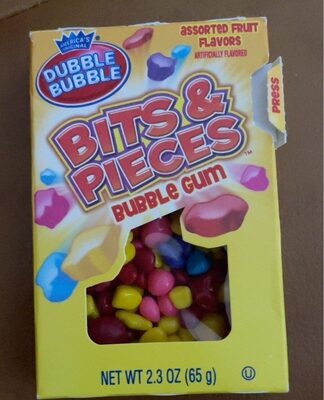 AMERICA'S
ORIGINAL
DUBBLE
BUBBLE
ASSORTED FRUIT
FLAVORS
ARTIFICIALLY FLAVORED
PRESS
BITS &
PIECES™
BUBBLE GUM
NET WT 2.3 OZ (65 g)
U